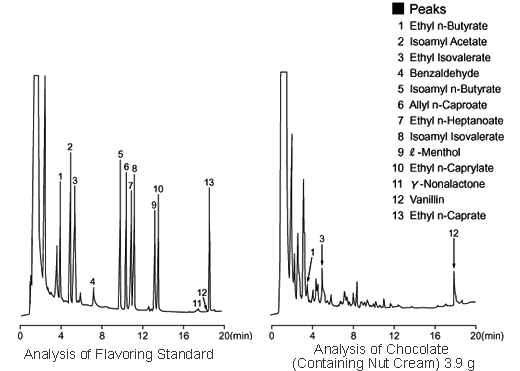 ■ Peaks
1 Ethyl n-Butyrate
2 Isoamyl Acetate
3 Ethyl Isovalerate
4 Benzaldehyde
5 Isoamyl n-Butyrate
6 Allyl n-Caproate
7 Ethyl n-Heptanoate
8 Isoamyl Isovalerate
9 ℓ-Menthol
10 Ethyl n-Caprylate
11 γ-Nonalactone
12 Vanillin
13 Ethyl n-Caprate
1
2
3
4
5
6
7
8
9
10
11
12
13
0 4 8 12 16 20(min)
Analysis of Flavoring Standard
1
3
12
0 4 8 12 16 20(min)
Analysis of Chocolate
(Containing Nut Cream) 3.9 g